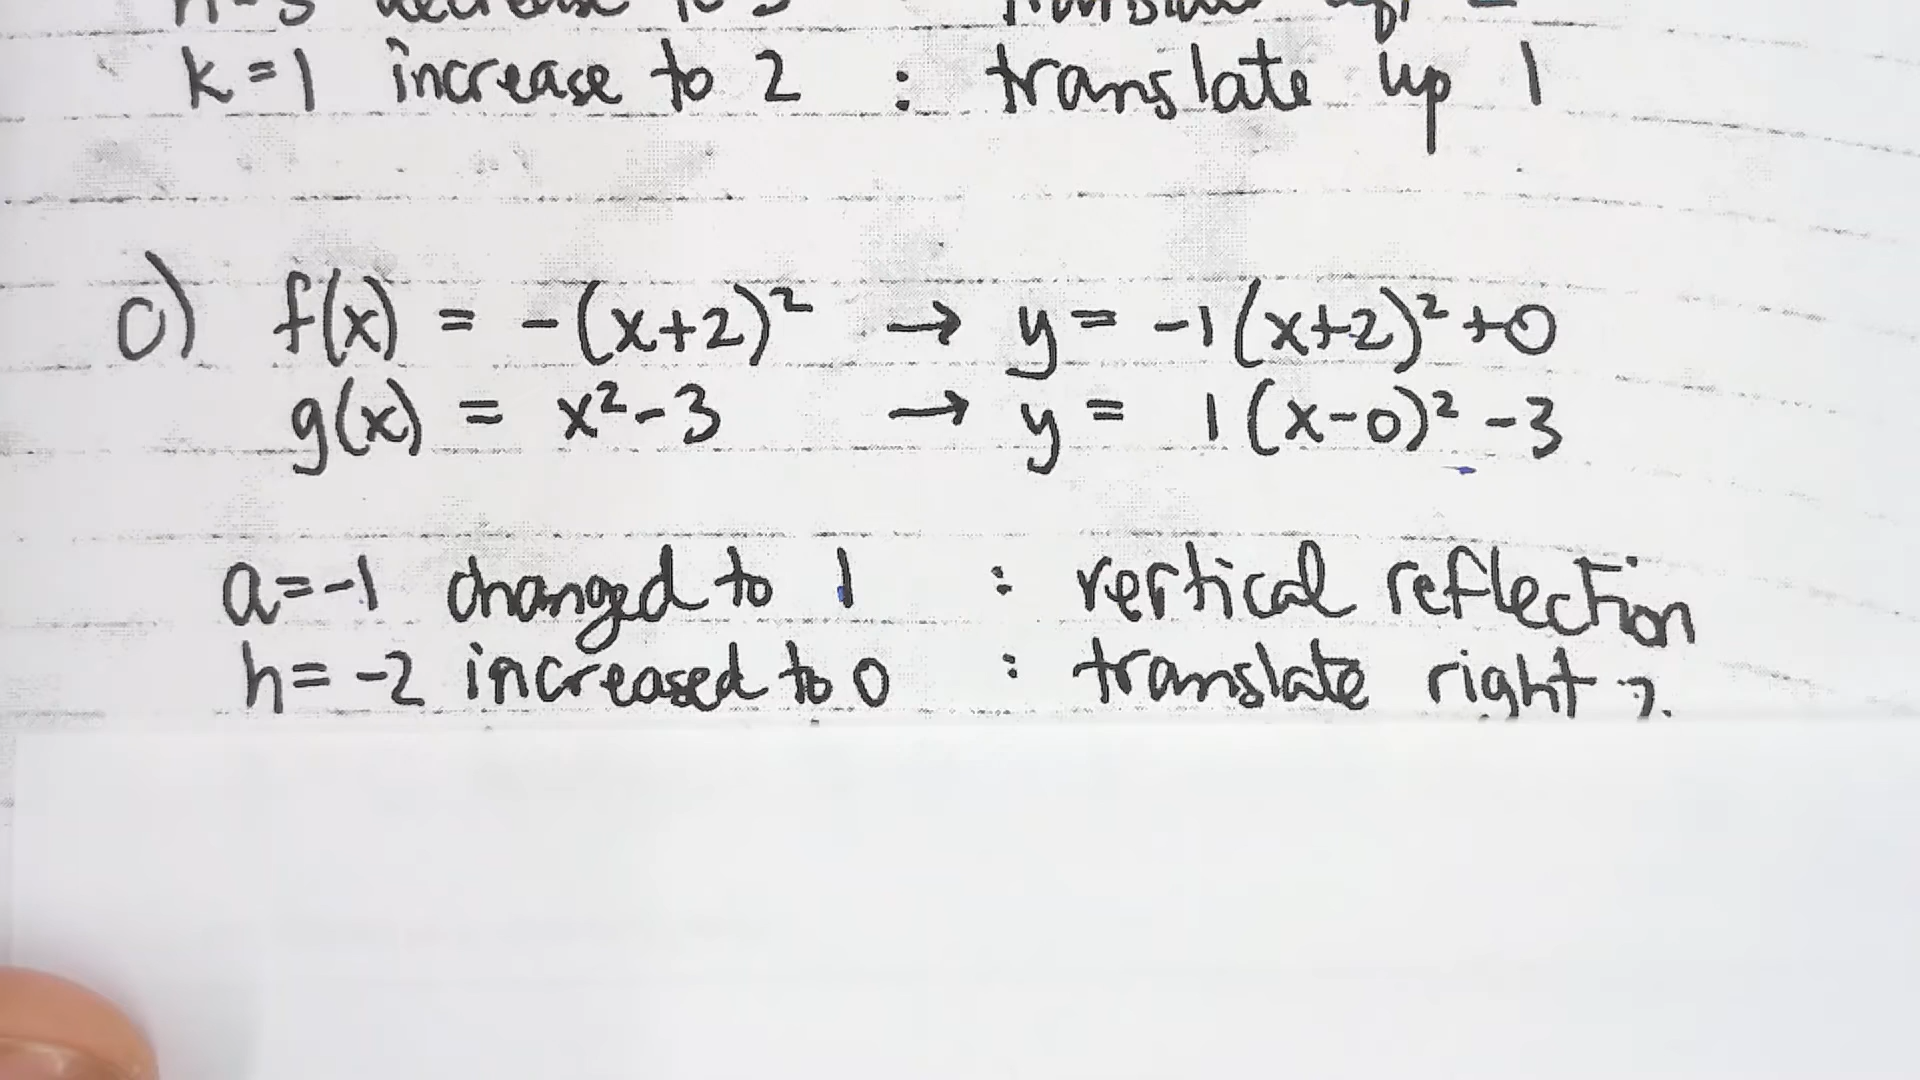 k = 1 increase to 2 : translate up 1
c) f(x) = -(x+2)² → y = -1(x+2)² +0
g(x) = x² - 3 → y = 1(x-0)² -3
a = -1 changed to 1 : vertical reflection
h = -2 increased to 0 : translate right